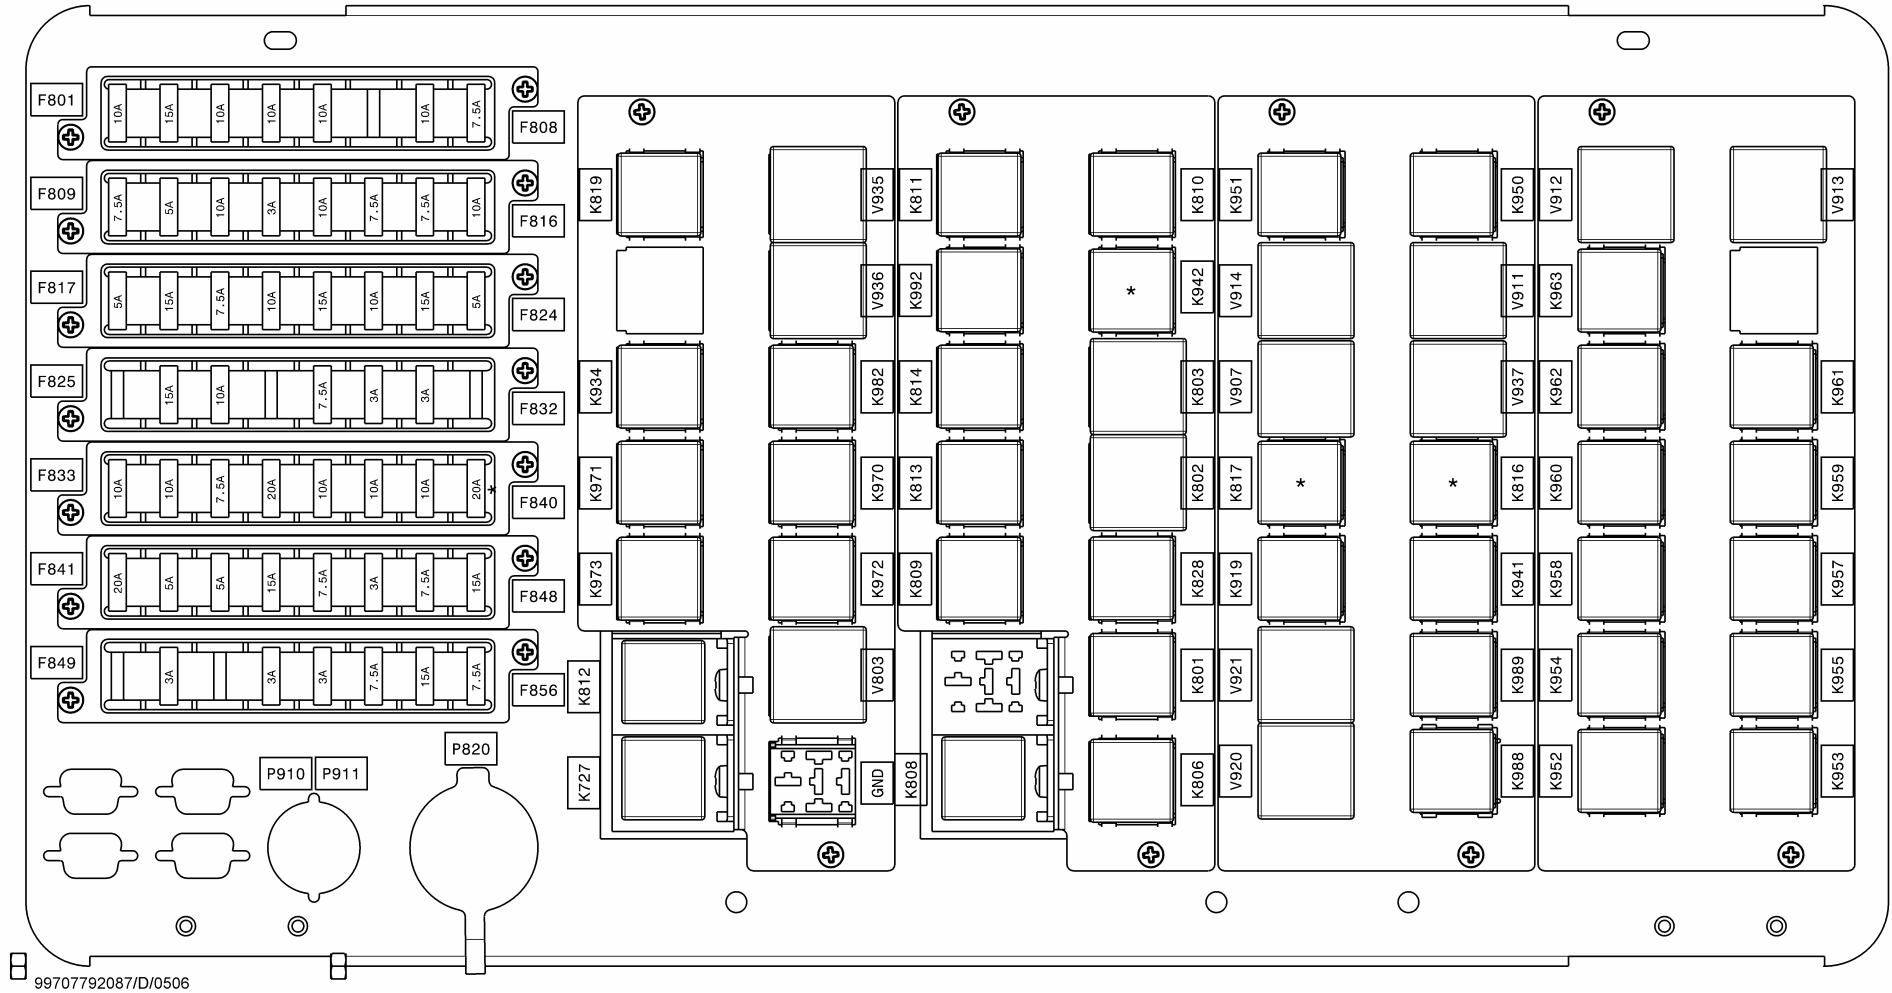 F801
10A 15A 10A 10A 10A 10A 7.5A
F808
F809
7.5A 5A 10A 3A 10A 7.5A 7.5A 10A
F816
F817
5A 15A 7.5A 10A 15A 10A 15A 5A
F824
F825
15A 10A 7.5A 3A 3A
F832
F833
10A 10A 7.5A 20A 10A 10A 10A 20A *
F840
F841
20A 5A 5A 15A 7.5A 3A 7.5A 15A
F848
F849
3A 3A 3A 7.5A 15A 7.5A
F856
P820
P910 P911
K819 V935 K811 K810 K951 K950 V912 V913
V936 K992 * K942 V914 V911 K963
K934 K982 K814 K803 V907 V937 K962 K961
K971 K970 K813 K802 K817 * * K816 K960 K959
K973 K972 K809 K828 K919 K941 K958 K957
K812 V803 K801 V921 K989 K954 K955
K727 GND K808 K806 V920 K988 K952 K953
99707792087/D/0506